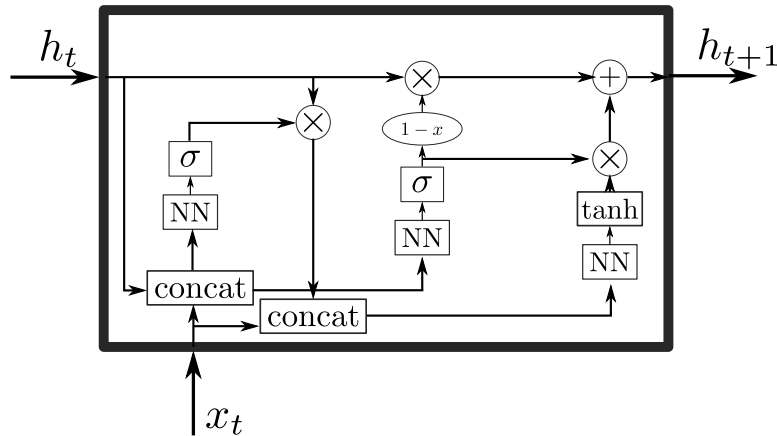 h_t
h_{t+1}
×
+
×
1 − x
×
σ
σ
tanh
NN
NN
NN
concat
concat
x_t